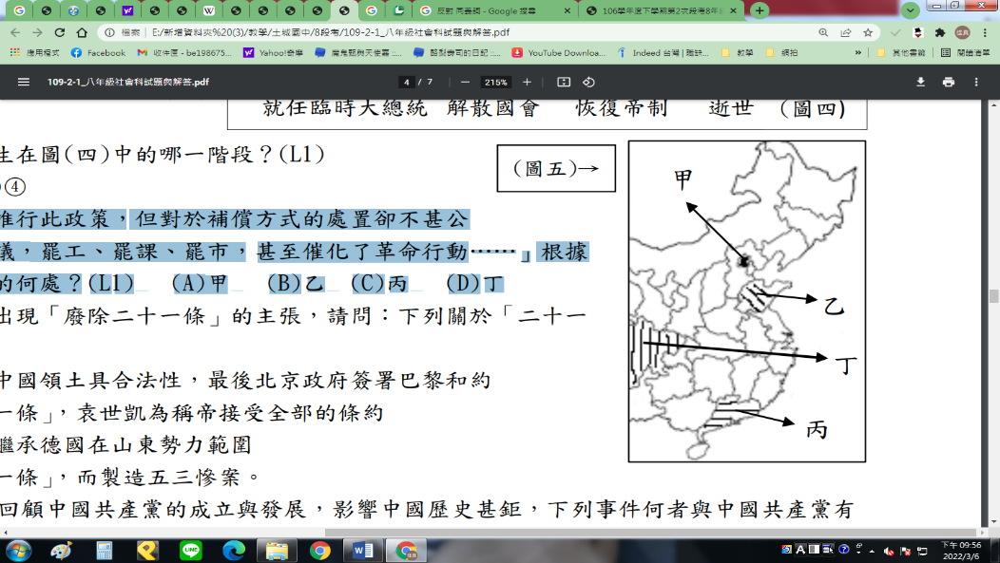 反對 同義詞 - Google 搜尋
106學年度下學期第2次段考8年
檔案 | E:/新增資料夾%20(3)/教學/土城國中/8段考/109-2-1_八年級社會科試題與解答.pdf
應用程式 Facebook 收件匣 - be198675... Yahoo!奇摩 魔鬼甄與天使嘉 ::... 酪梨壽司的日記::... YouTube Downloa... Indeed 台灣 | 職缺... 教學 網拍 » 其他書籤 閱讀清單
109-2-1_八年級社會科試題與解答.pdf 4 / 7 215%
就任臨時大總統 解散國會 恢復帝制 逝世 (圖四)
生在圖(四)中的哪一階段？(L1)
④
(圖五)→
推行此政策，但對於補償方式的處置卻不甚公
議，罷工、罷課、罷市，甚至催化了革命行動……」根據
的何處？(L1) (A)甲 (B)乙 (C)丙 (D)丁
出現「廢除二十一條」的主張，請問：下列關於「二十一
中國領土具合法性，最後北京政府簽署巴黎和約
一條」，袁世凱為稱帝接受全部的條約
繼承德國在山東勢力範圍
一條」，而製造五三慘案。
回顧中國共產黨的成立與發展，影響中國歷史甚鉅，下列事件何者與中國共產黨有
甲
乙
丁
丙
LINE
下午 09:56
2022/3/6